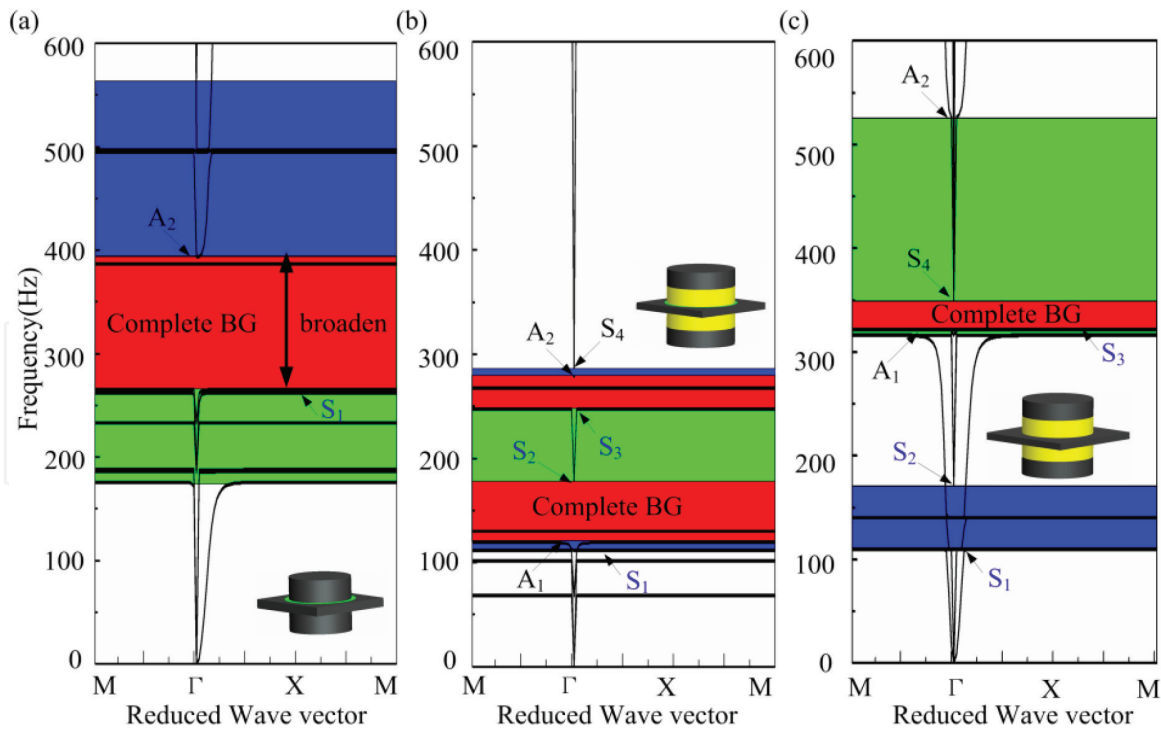 (a)
(b)
(c)
600
500
400
300
200
100
0
Frequency(Hz)
A2
Complete BG
broaden
S1
M
Γ
X
M
Reduced Wave vector
600
500
400
300
200
100
0
A2
S4
S2
S3
Complete BG
A1
S1
M
Γ
X
M
Reduced Wave vector
600
500
400
300
200
100
0
A2
S4
Complete BG
A1
S3
S2
S1
M
Γ
X
M
Reduced Wave vector